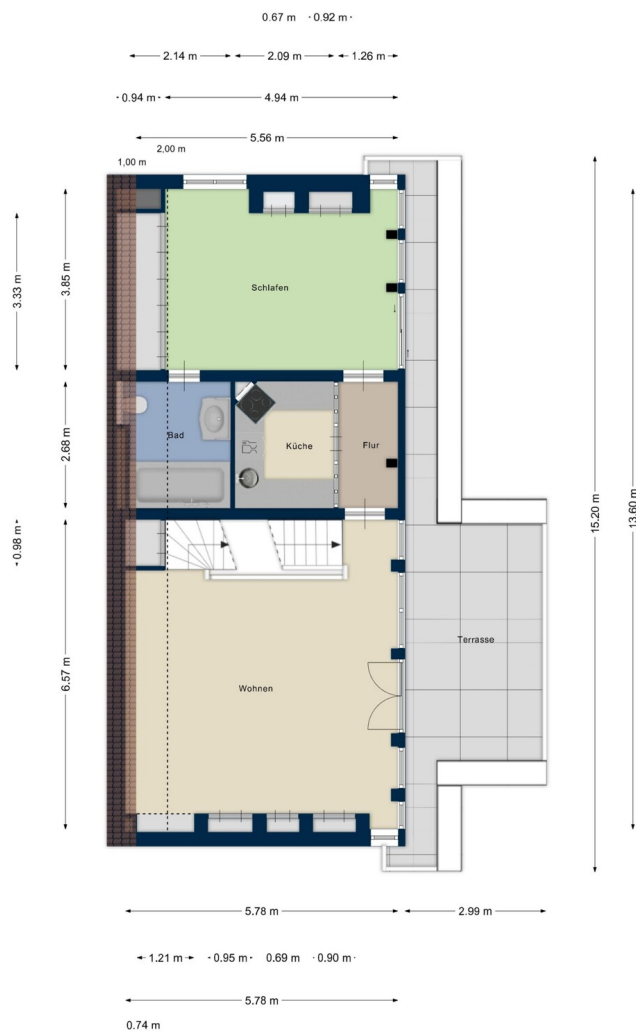 0.67 m 0.92
2.14 m 2.09 m 1.26 m
0.94 m 4.94 m
5.56 m
2,00 m
1,00 m
3.33 m
3.85 m
Schlafen
2.68 m
Bad
Küche
Flur
0.98 m
15.20 m
13.60 m
6.57 m
Terrasse
Wohnen
5.78 m 2.99 m
1.21 m 0.95 m 0.69 m 0.90 m
5.78 m
0.74 m